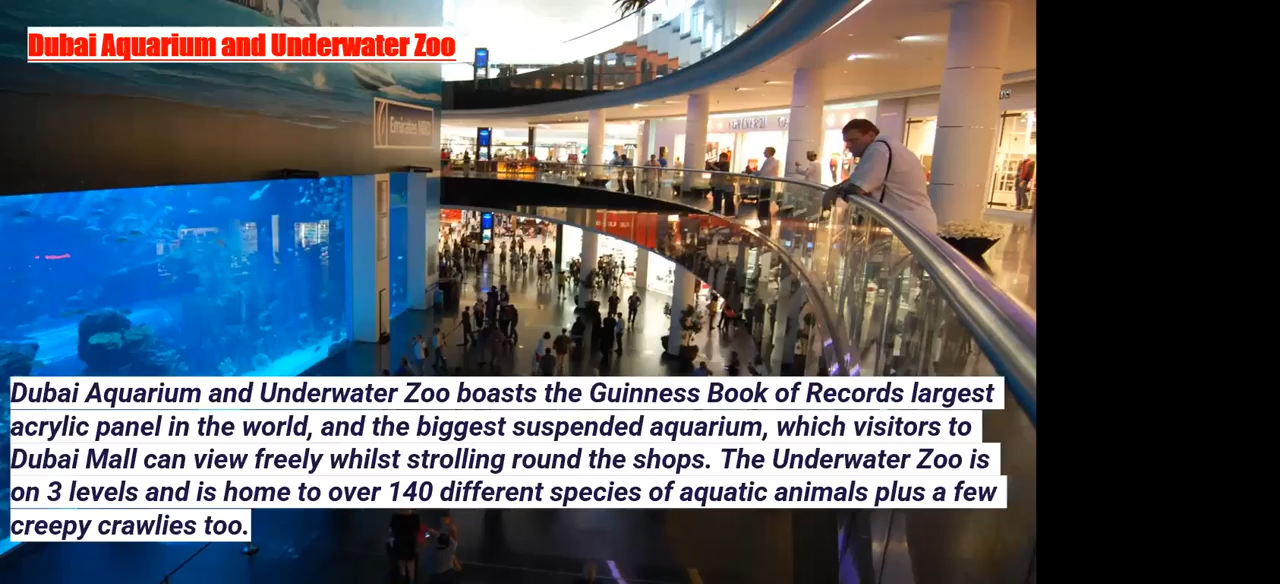 Dubai Aquarium and Underwater Zoo
Emirates NBD
Dubai Aquarium and Underwater Zoo boasts the Guinness Book of Records largest
acrylic panel in the world, and the biggest suspended aquarium, which visitors to
Dubai Mall can view freely whilst strolling round the shops. The Underwater Zoo is
on 3 levels and is home to over 140 different species of aquatic animals plus a few
creepy crawlies too.